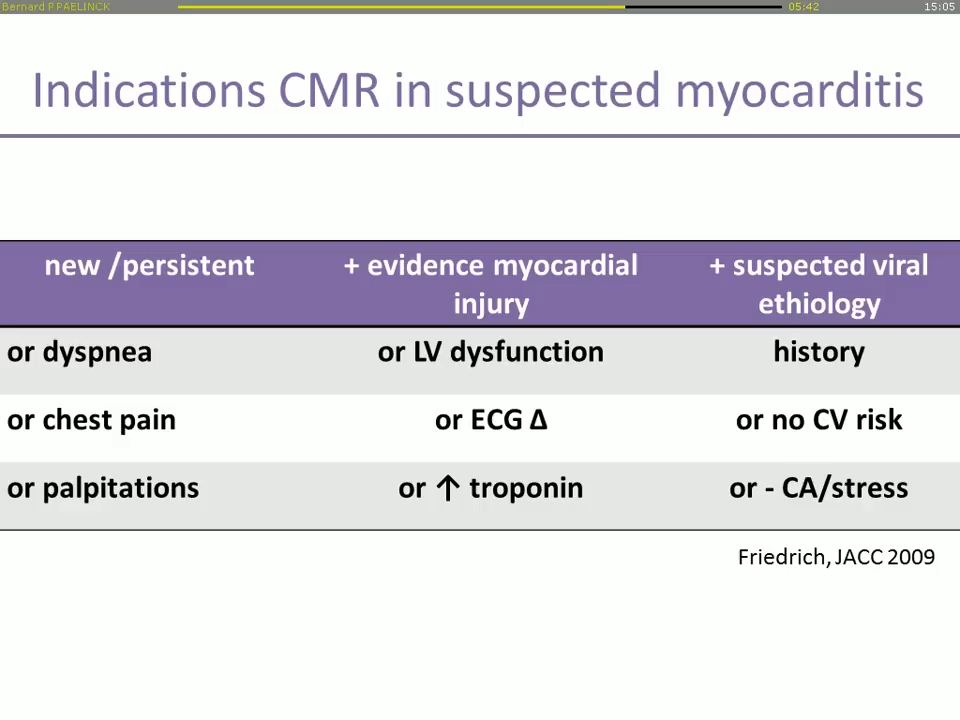 Bernard P PAELINCK 05:42 15:05
Indications CMR in suspected myocarditis
new /persistent + evidence myocardial injury + suspected viral ethiology
or dyspnea or LV dysfunction history
or chest pain or ECG Δ or no CV risk
or palpitations or ↑ troponin or - CA/stress
Friedrich, JACC 2009